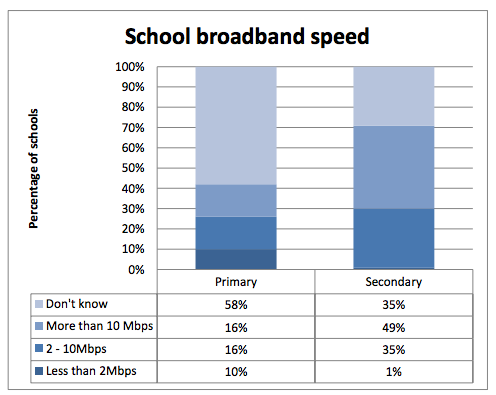 School broadband speed
Percentage of schools
100%
90%
80%
70%
60%
50%
40%
30%
20%
10%
0%
Primary Secondary
Don't know 58% 35%
More than 10 Mbps 16% 49%
2 - 10Mbps 16% 35%
Less than 2Mbps 10% 1%